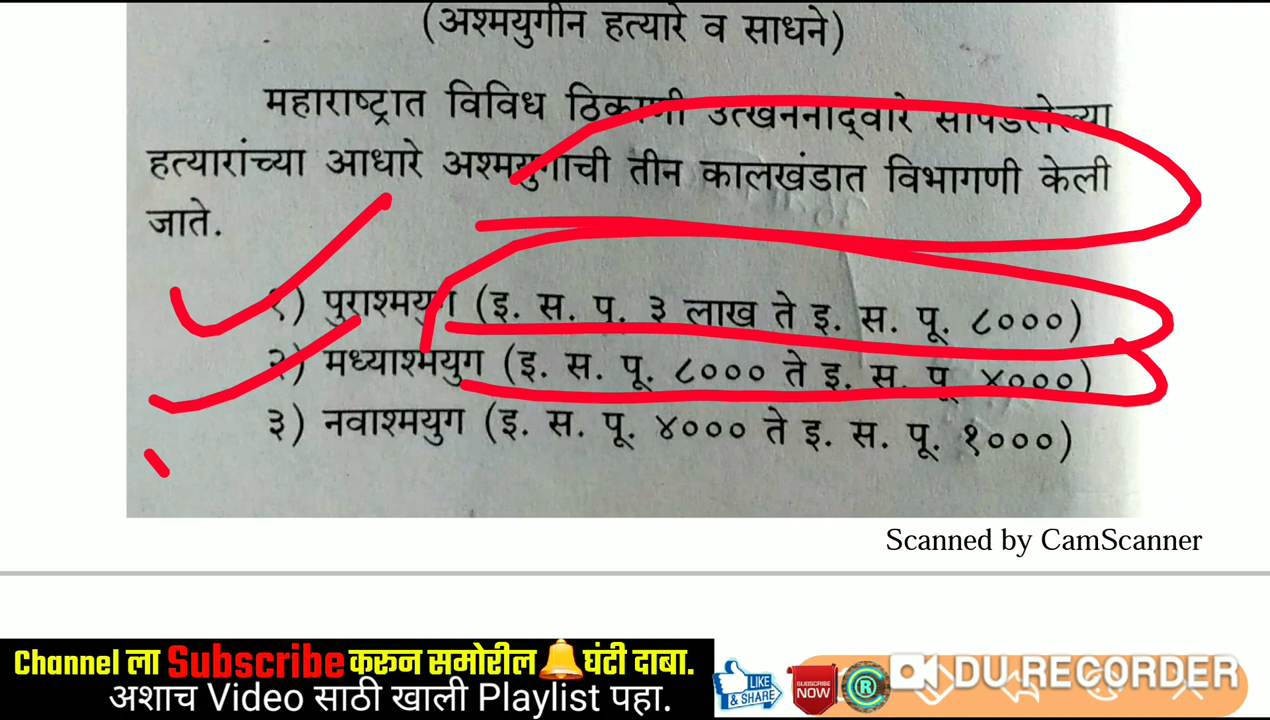 (अश्मयुगीन हत्यारे व साधने)
महाराष्ट्रात विविध ठिकाणी उत्खननाद्वारे सापडलेल्या
हत्यारांच्या आधारे अश्मयुगाची तीन कालखंडात विभागणी केली
जाते.
१) पुराश्मयुग (इ. स. पू. ३ लाख ते इ. स. पू. ८०००)
२) मध्याश्मयुग (इ. स. पू. ८००० ते इ. स. पू. ४०००)
३) नवाश्मयुग (इ. स. पू. ४००० ते इ. स. पू. १०००)
Scanned by CamScanner
Channel ला Subscribe करून समोरील घंटी दाबा.
अशाच Video साठी खाली Playlist पहा.
LIKE & SHARE
SUBSCRIBE NOW
R
DU RECORDER